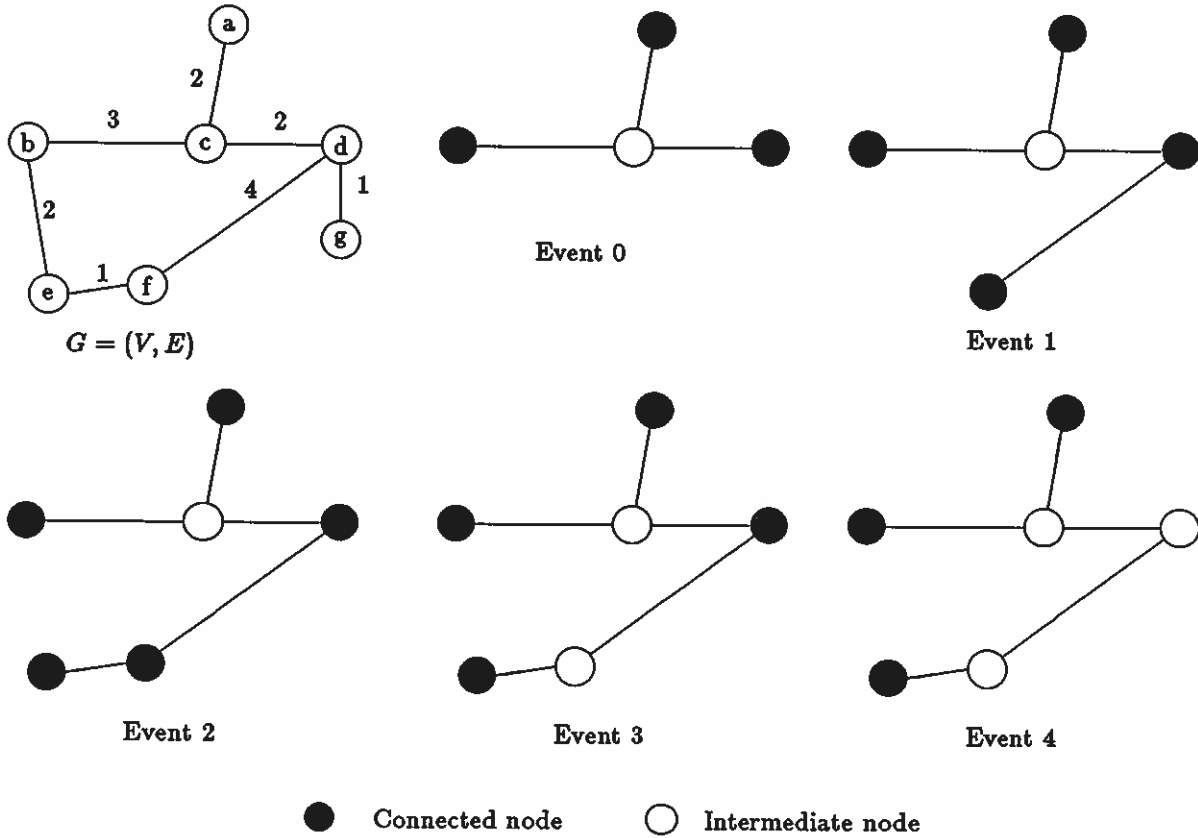 a
2
3
2
b
c
d
4
1
2
g
1
e
f
G = (V, E)
Event 0
Event 1
Event 2
Event 3
Event 4
Connected node
Intermediate node